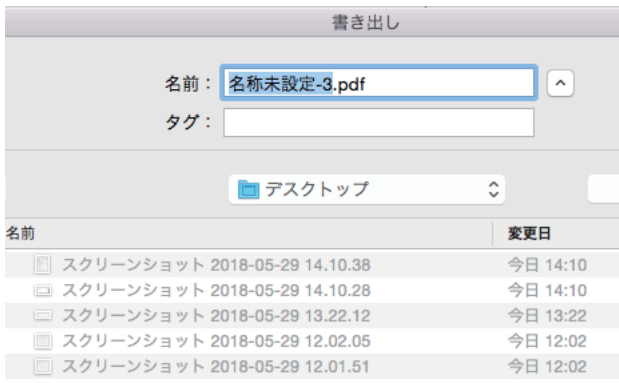 書き出し
名前：名称未設定-3.pdf
タグ：
デスクトップ
名前 変更日
スクリーンショット 2018-05-29 14.10.38 今日 14:10
スクリーンショット 2018-05-29 14.10.28 今日 14:10
スクリーンショット 2018-05-29 13.22.12 今日 13:22
スクリーンショット 2018-05-29 12.02.05 今日 12:02
スクリーンショット 2018-05-29 12.01.51 今日 12:02